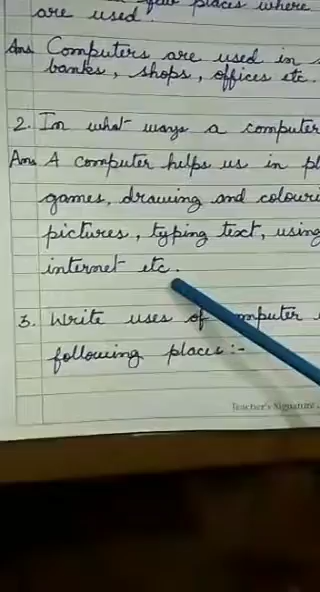 places where
are used.
Ans Computers are used in
banks, shops, offices etc.
2. In what ways a computer
Ans A computer helps us in
games, drawing and
pictures, typing text, using
internet etc.
3. Write uses of
following places:-
Teacher's Signature